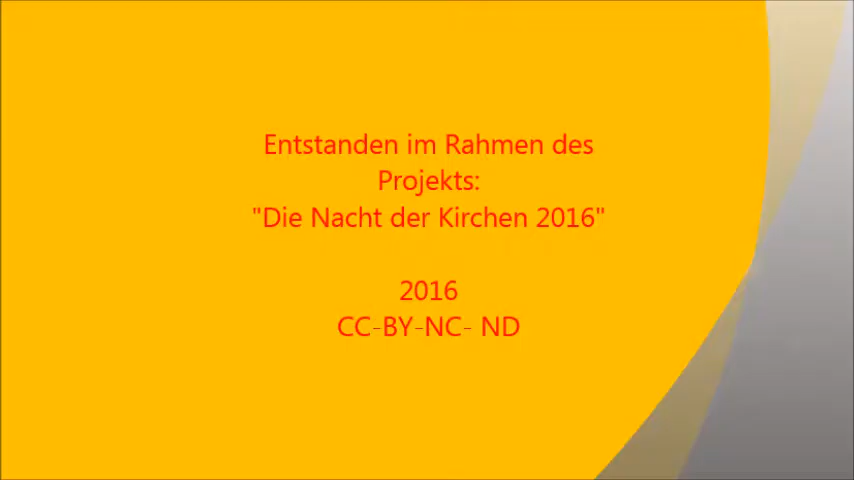 Entstanden im Rahmen des
Projekts:
"Die Nacht der Kirchen 2016"
2016
CC-BY-NC- ND